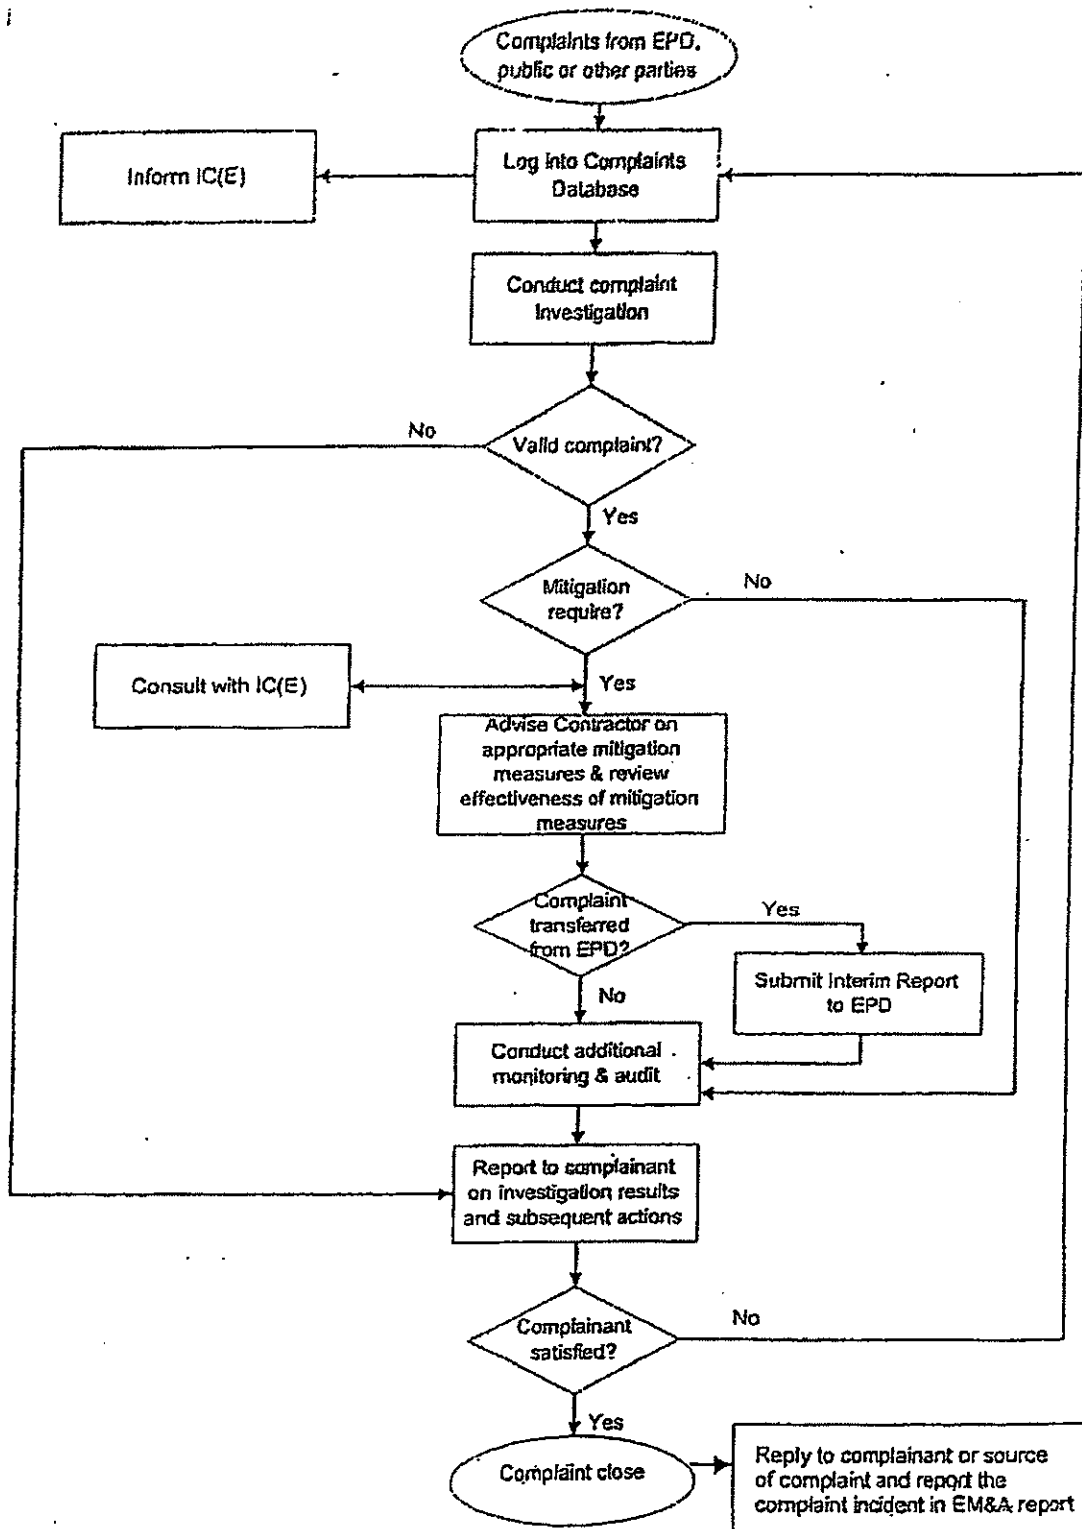 Complaints from EPD,
public or other parties
Inform IC(E)
Log into Complaints
Database
Conduct complaint
Investigation
No
Valid complaint?
Yes
Mitigation
require?
No
Consult with IC(E)
Yes
Advise Contractor on
appropriate mitigation
measures & review
effectiveness of mitigation
measures
Complaint
transferred
from EPD?
Yes
Submit Interim Report
to EPD
No
Conduct additional
monitoring & audit
Report to complainant
on investigation results
and subsequent actions
Complainant
satisfied?
No
Yes
Complaint close
Reply to complainant or source
of complaint and report the
complaint incident in EM&A report